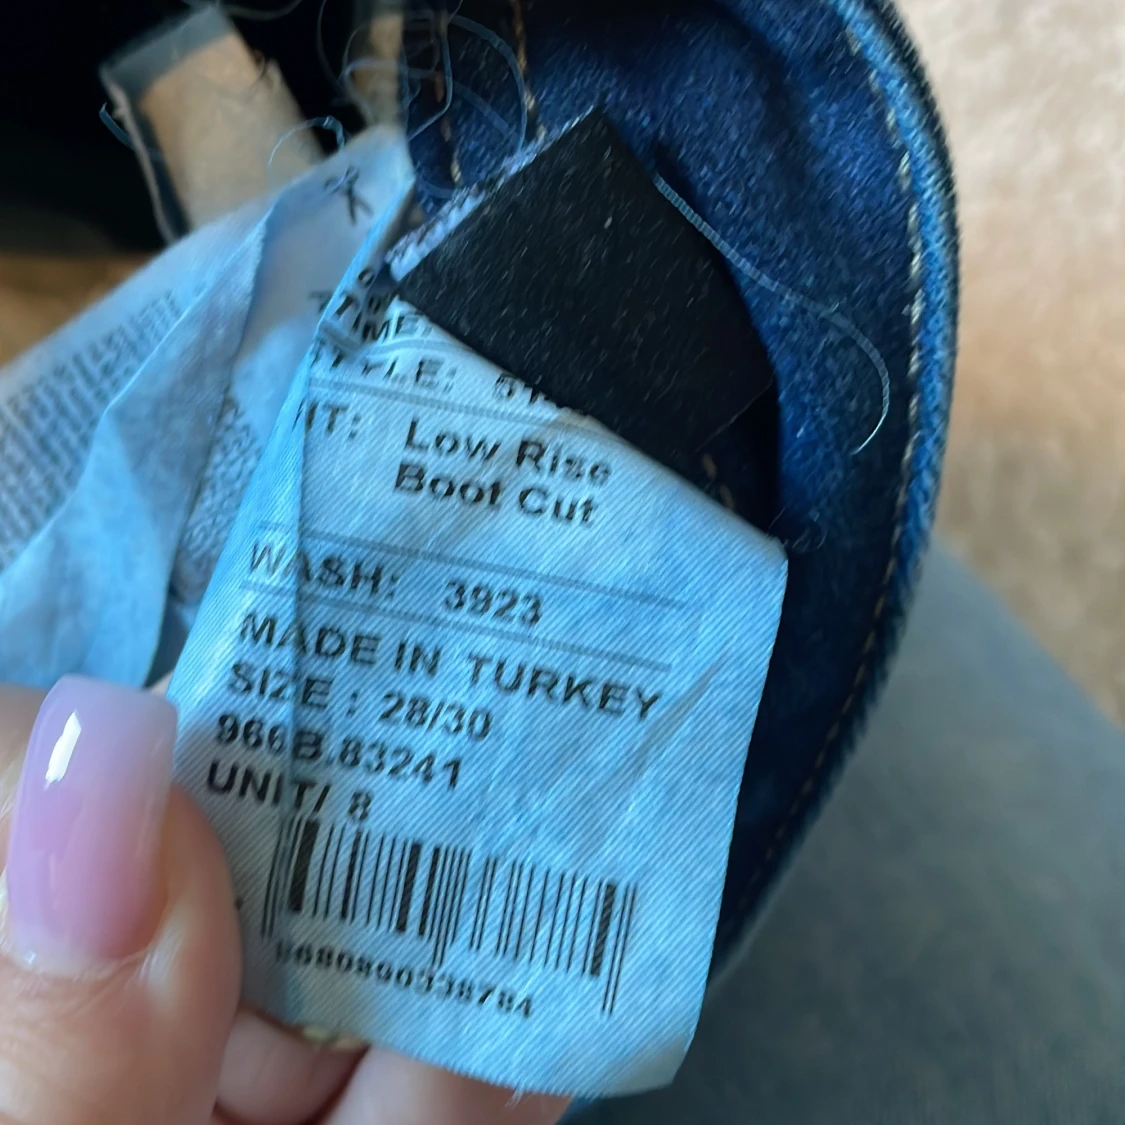 Low Rise
Boot Cut
WASH: 3923
MADE IN TURKEY
SIZE : 28/30
966B.83241
UNIT/ 8